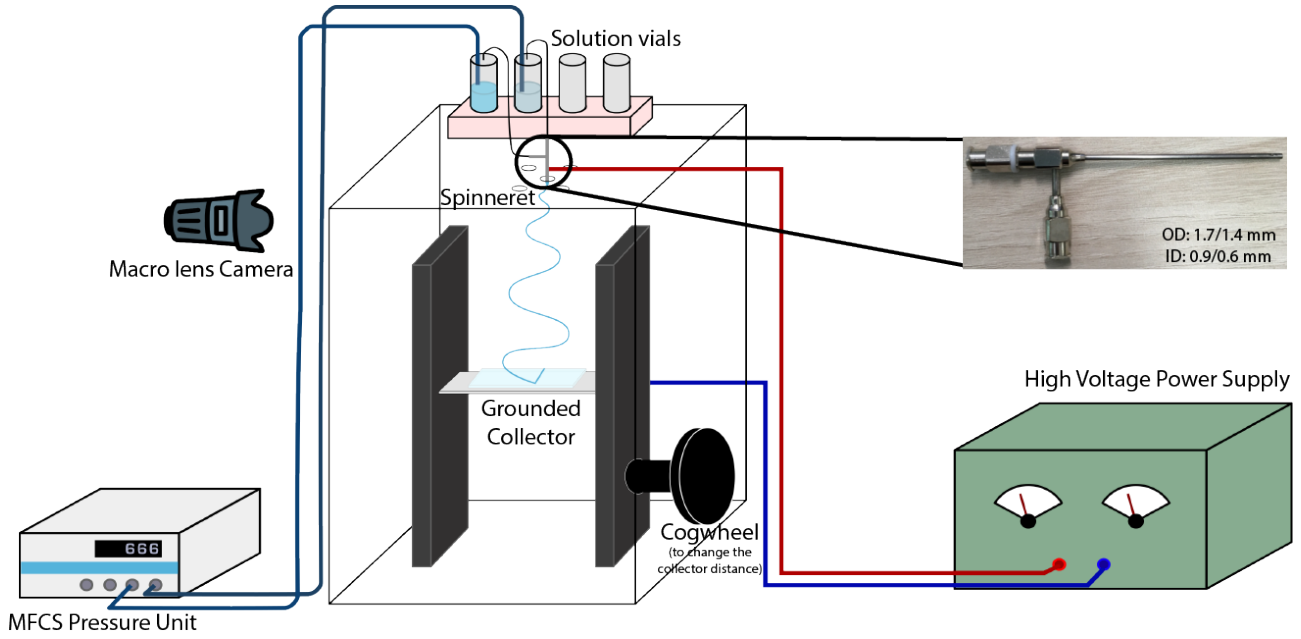 Solution vials
Spinneret
Macro lens Camera
OD: 1.7/1.4 mm
ID: 0.9/0.6 mm
High Voltage Power Supply
Grounded
Collector
Cogwheel
(to change the
collector distance)
666
MFCS Pressure Unit